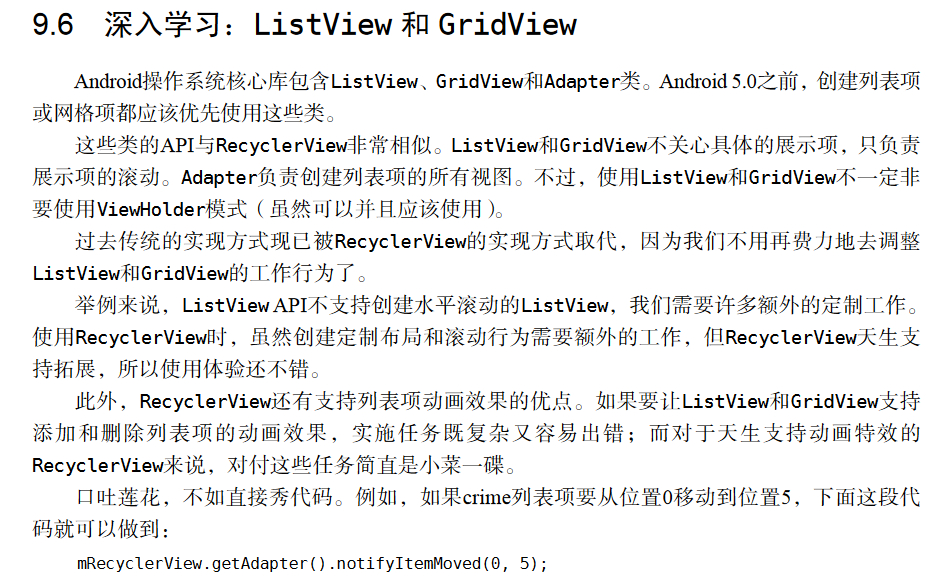 9.6 深入学习：ListView 和 GridView
Android操作系统核心库包含ListView、GridView和Adapter类。Android 5.0之前，创建列表项
或网格项都应该优先使用这些类。
这些类的API与RecyclerView非常相似。ListView和GridView不关心具体的展示项，只负责
展示项的滚动。Adapter负责创建列表项的所有视图。不过，使用ListView和GridView不一定非
要使用ViewHolder模式（虽然可以并且应该使用）。
过去传统的实现方式现已被RecyclerView的实现方式取代，因为我们不用再费力地去调整
ListView和GridView的工作行为了。
举例来说，ListView API不支持创建水平滚动的ListView，我们需要许多额外的定制工作。
使用RecyclerView时，虽然创建定制布局和滚动行为需要额外的工作，但RecyclerView天生支
持拓展，所以使用体验还不错。
此外，RecyclerView还有支持列表项动画效果的优点。如果要让ListView和GridView支持
添加和删除列表项的动画效果，实施任务既复杂又容易出错；而对于天生支持动画特效的
RecyclerView来说，对付这些任务简直是小菜一碟。
口吐莲花，不如直接秀代码。例如，如果crime列表项要从位置0移动到位置5，下面这段代
码就可以做到：
mRecyclerView.getAdapter().notifyItemMoved(0, 5);